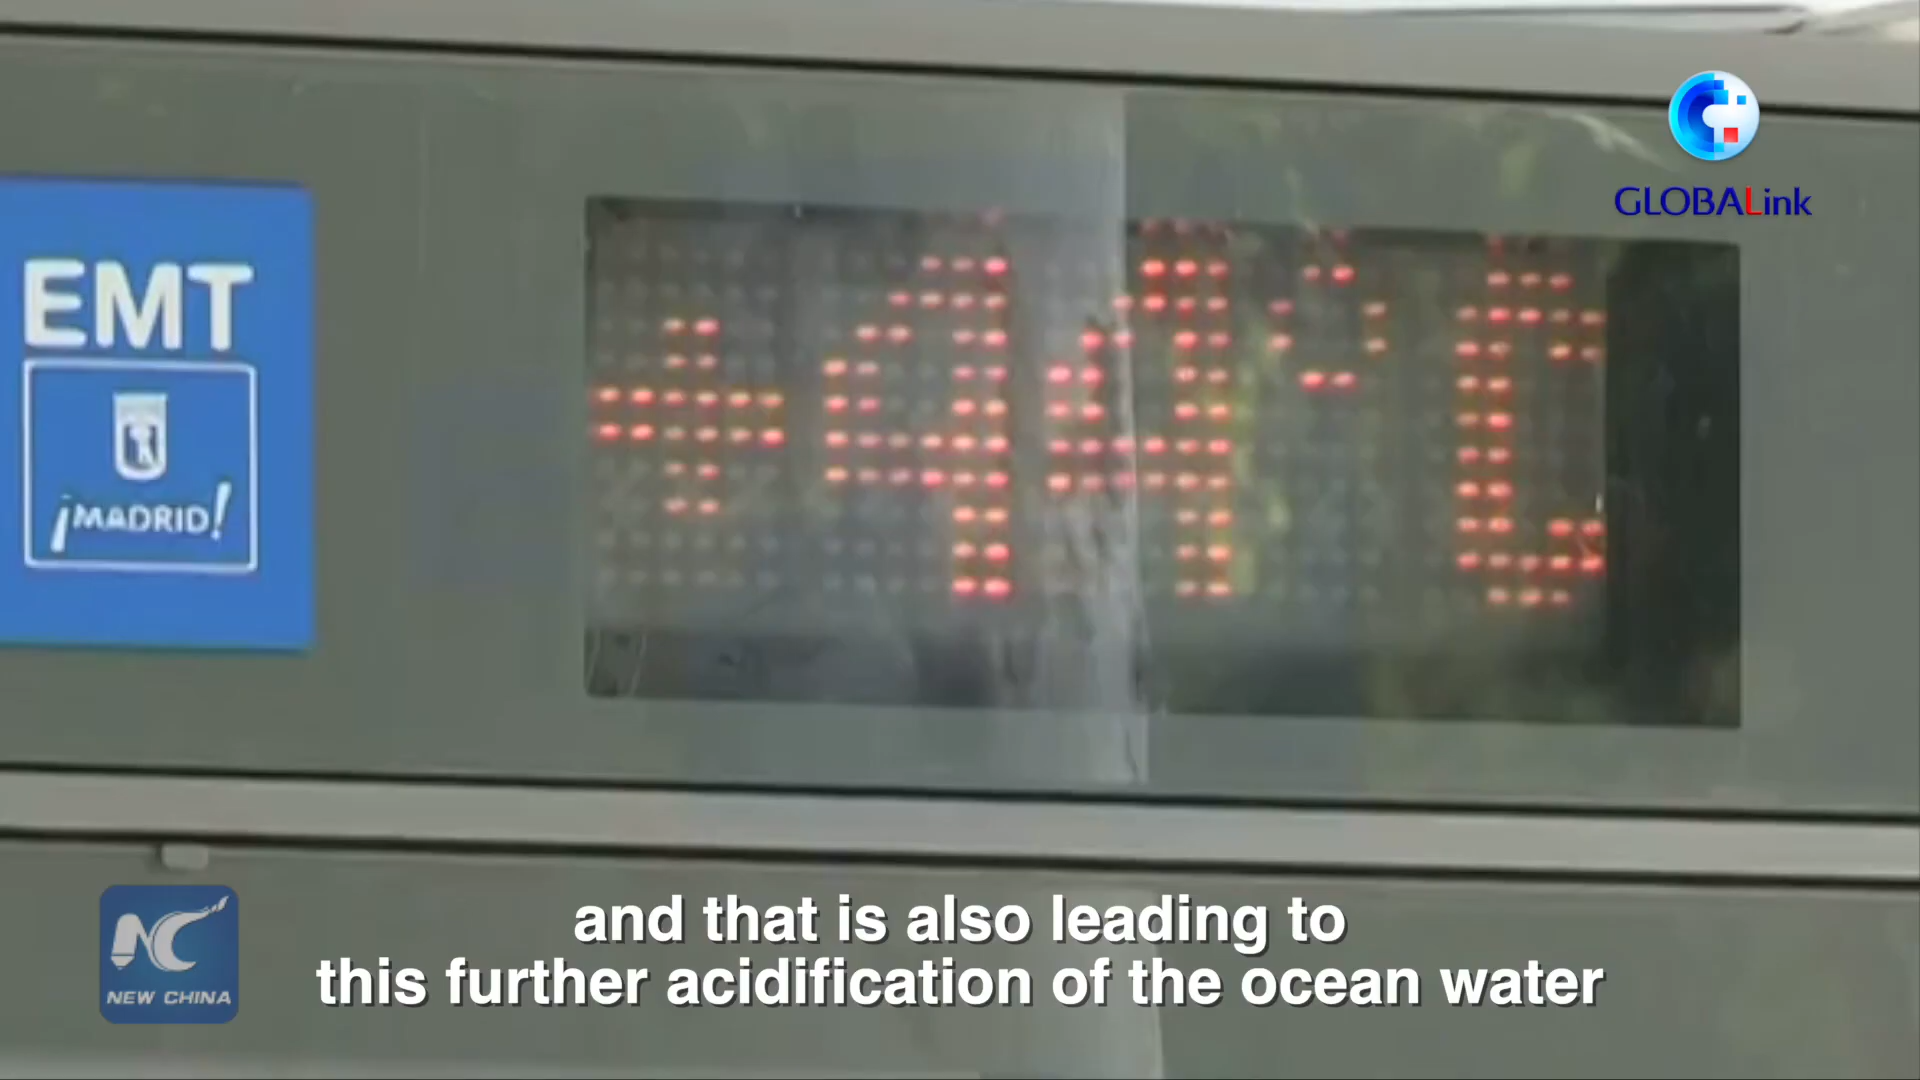 GLOBALink
EMT
¡MADRID!
+44°C
and that is also leading to
this further acidification of the ocean water
NC
NEW CHINA